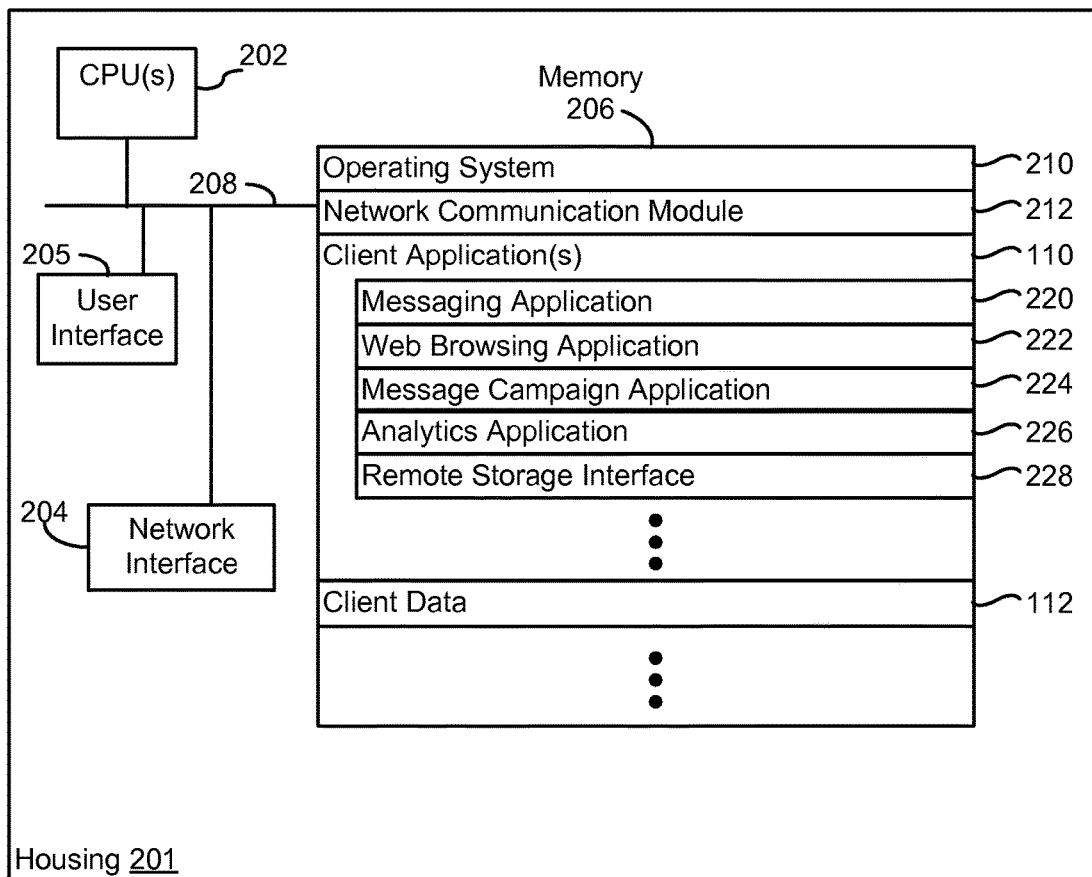 CPU(s)
202
Memory
206
Operating System
210
208
Network Communication Module
212
Client Application(s)
110
205
User
Interface
Messaging Application
220
Web Browsing Application
222
Message Campaign Application
224
Analytics Application
226
Remote Storage Interface
228
204
Network
Interface
Client Data
112
Housing 201